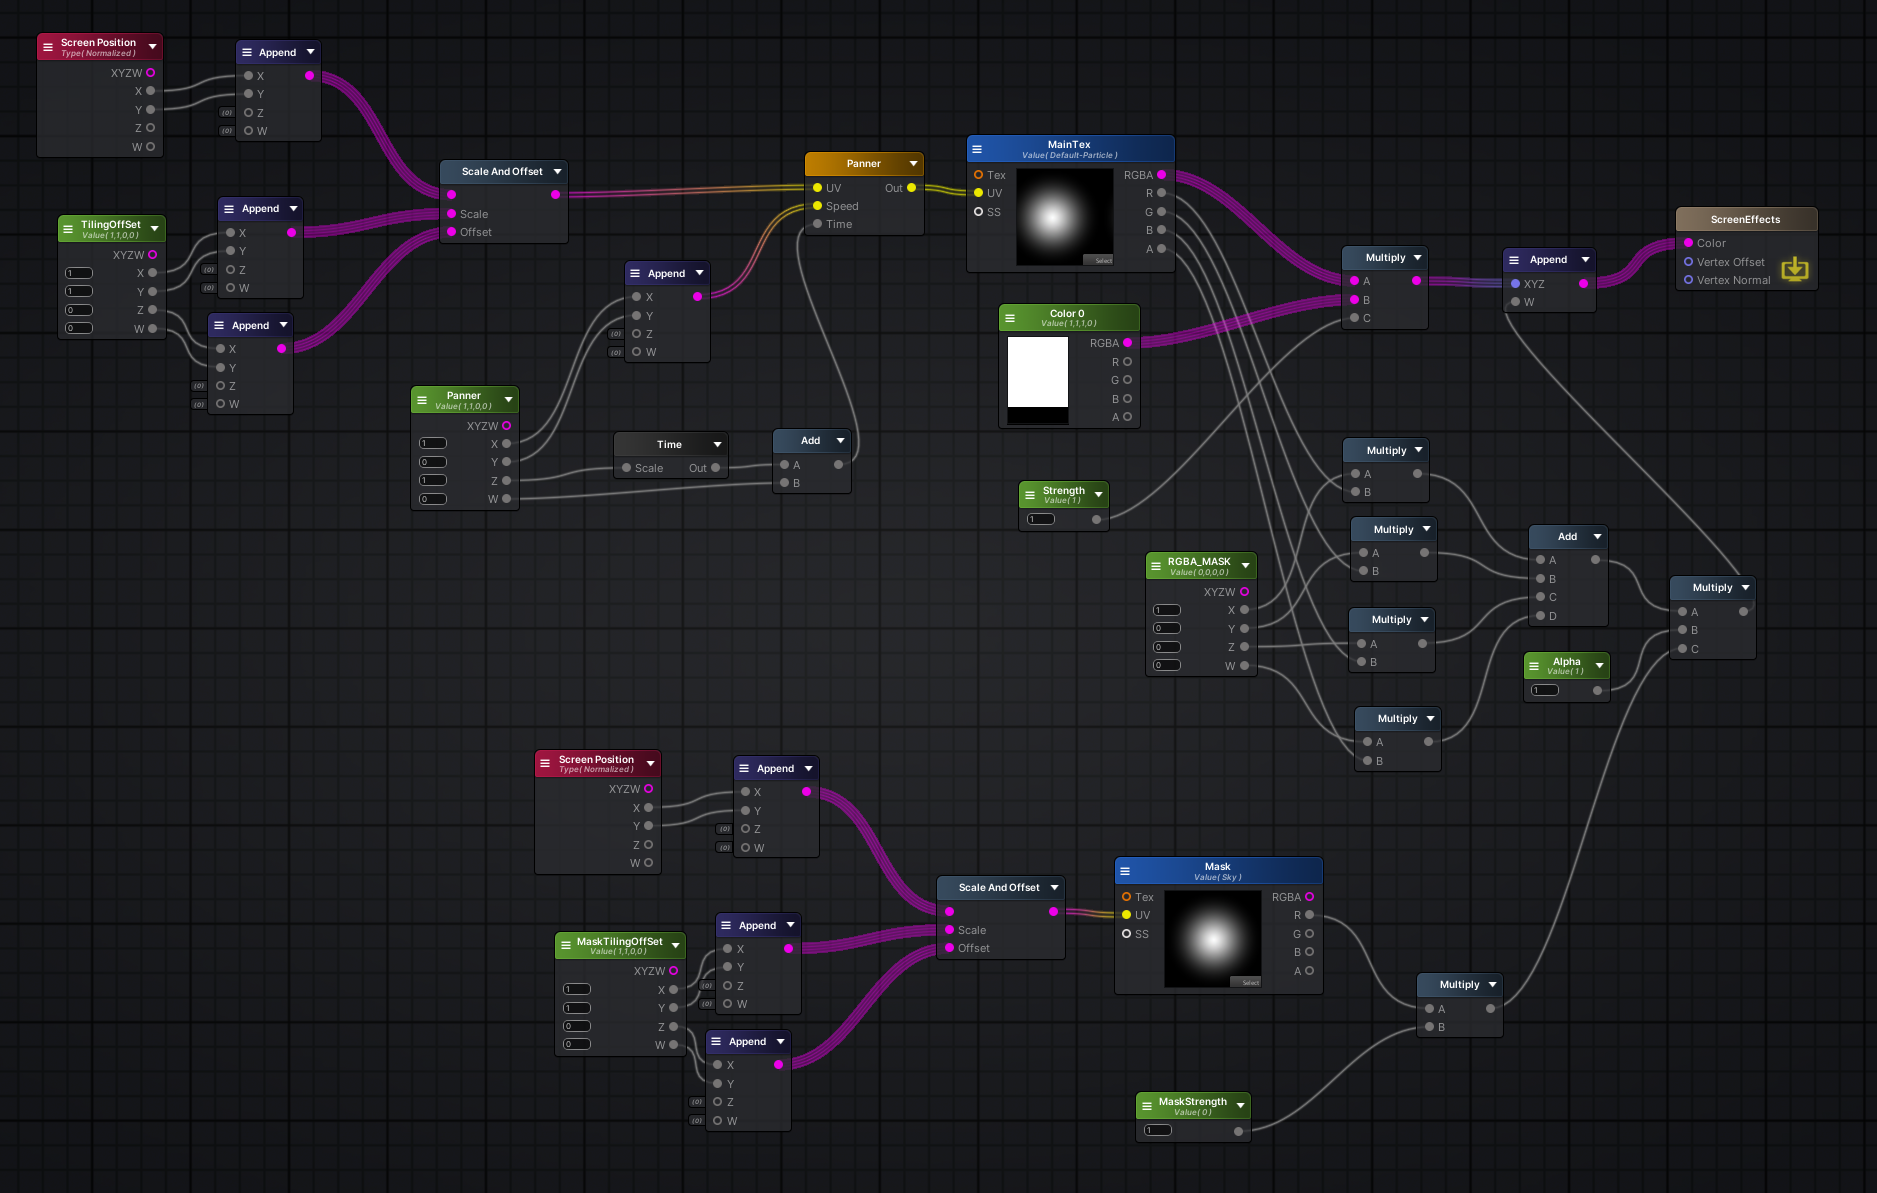 Screen Position
Type( Normalized )
XYZW
X
Y
Z
W
Append
X
Y
(0) Z
(0) W
TilingOffSet
Value( 1,1,0,0 )
XYZW
1 X
1 Y
0 Z
0 W
Append
X
Y
(0) Z
(0) W
Append
X
Y
(0) Z
(0) W
Scale And Offset
Scale
Offset
Append
X
Y
(0) Z
(0) W
Panner
Value( 1,1,0,0 )
XYZW
1 X
0 Y
1 Z
0 W
Time
Scale Out
Add
A
B
Panner
UV Out
Speed
Time
MainTex
Value( Default-Particle )
Tex RGBA
UV R
SS G
B
A
Select
Color 0
Value( 1,1,1,0 )
RGBA
R
G
B
A
Strength
Value( 1 )
1
Multiply
A
B
C
Append
XYZ
W
ScreenEffects
Color
Vertex Offset
Vertex Normal
RGBA_MASK
Value( 0,0,0,0 )
XYZW
1 X
0 Y
0 Z
0 W
Multiply
A
B
Multiply
A
B
Multiply
A
B
Multiply
A
B
Add
A
B
C
D
Alpha
Value( 1 )
1
Multiply
A
B
C
Screen Position
Type( Normalized )
XYZW
X
Y
Z
W
Append
X
Y
(0) Z
(0) W
MaskTilingOffSet
Value( 1,1,0,0 )
XYZW
1 X
1 Y
0 Z
0 W
Append
X
Y
(0) Z
(0) W
Append
X
Y
(0) Z
(0) W
Scale And Offset
Scale
Offset
Mask
Value( Sky )
Tex RGBA
UV R
SS G
B
A
Select
MaskStrength
Value( 0 )
1
Multiply
A
B